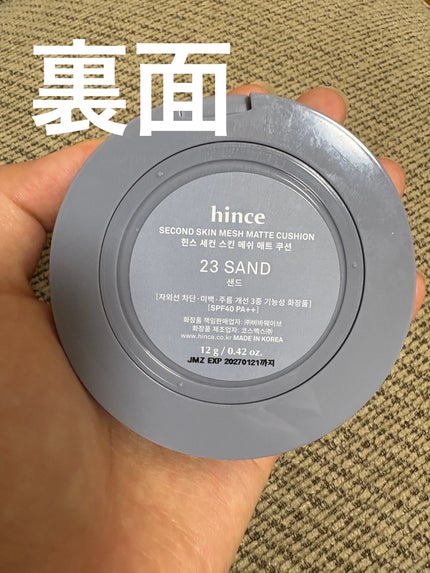 裏面
hince
SECOND SKIN MESH MATTE CUSHION
힌스 세컨 스킨 메쉬 매트 쿠션
23 SAND
샌드
[자외선 차단 · 미백 · 주름 개선 3중 기능성 화장품]
[SPF40 PA++]
화장품 책임판매업자: ㈜비바웨이브
화장품 제조업자: 코스맥스㈜
www.hince.co.kr MADE IN KOREA
12 g / 0.42 oz.
JMZ EXP 20270121까지